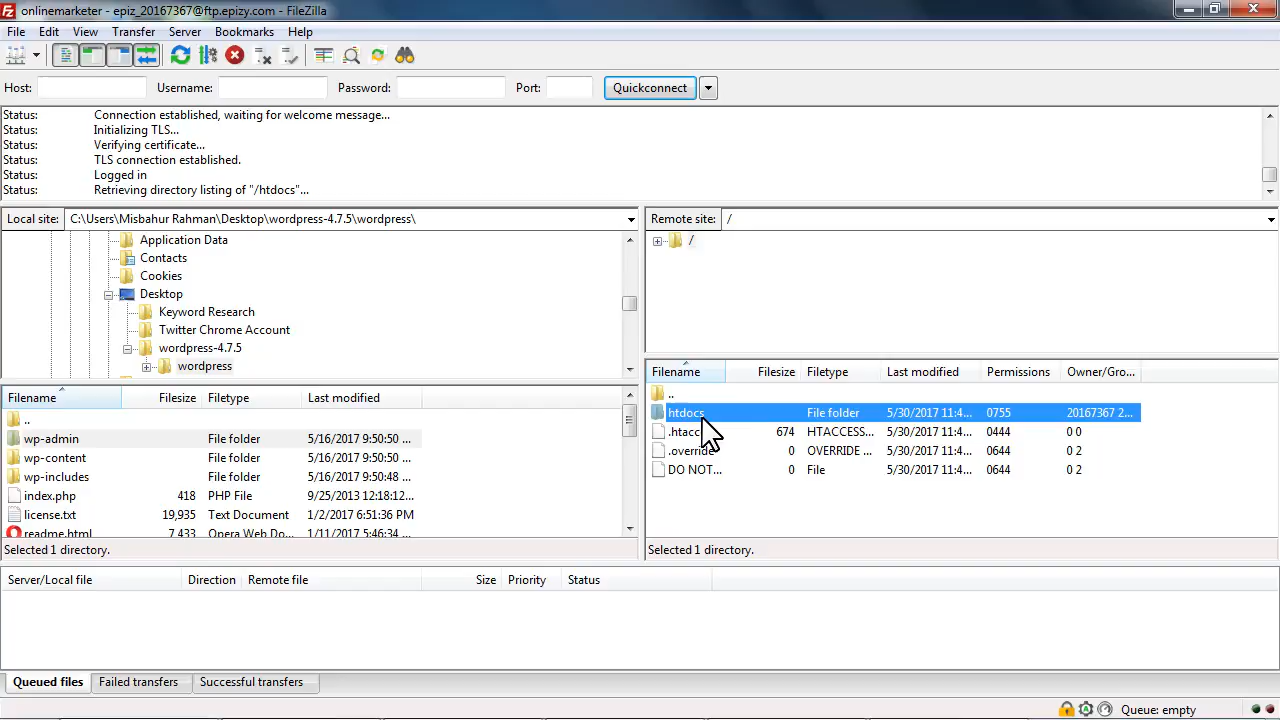 onlinemarketer - epiz_20167367@ftp.epizy.com - FileZilla
File Edit View Transfer Server Bookmarks Help
Host: Username: Password: Port: Quickconnect
Status: Connection established, waiting for welcome message...
Status: Initializing TLS...
Status: Verifying certificate...
Status: TLS connection established.
Status: Logged in
Status: Retrieving directory listing of "/htdocs"...
Local site: C:\Users\Misbahur Rahman\Desktop\wordpress-4.7.5\wordpress\
Application Data
Contacts
Cookies
Desktop
Keyword Research
Twitter Chrome Account
wordpress-4.7.5
wordpress
Filename Filesize Filetype Last modified
..
wp-admin File folder 5/16/2017 9:50:50 ...
wp-content File folder 5/16/2017 9:50:50 ...
wp-includes File folder 5/16/2017 9:50:48 ...
index.php 418 PHP File 9/25/2013 12:18:12...
license.txt 19,935 Text Document 1/2/2017 6:51:36 PM
readme.html 7,433 Opera Web Do... 1/11/2017 5:46:34
Selected 1 directory.
Remote site: /
/
Filename Filesize Filetype Last modified Permissions Owner/Gro...
..
htdocs File folder 5/30/2017 11:4... 0755 20167367 2...
.htacc 674 HTACCESS... 5/30/2017 11:4... 0444 0 0
.override 0 OVERRIDE ... 5/30/2017 11:4... 0644 0 2
DO NOT... 0 File 5/30/2017 11:4... 0644 0 2
Selected 1 directory.
Server/Local file Direction Remote file Size Priority Status
Queued files Failed transfers Successful transfers
Queue: empty